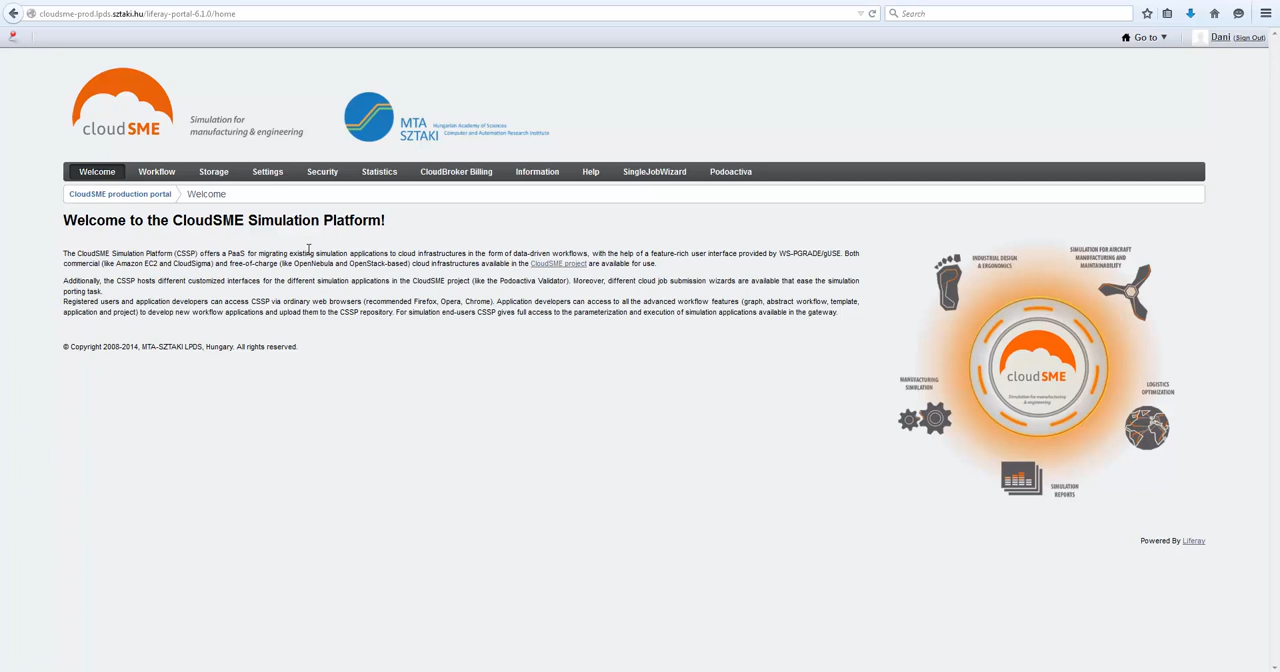 cloudsme-prod.lpds.sztaki.hu/liferay-portal-6.1.0/home
Search
Go to
Dani (Sign Out)
cloudSME
Simulation for
manufacturing & engineering
MTA
SZTAKI
Hungarian Academy of Sciences
Computer and Automation Research Institute
Welcome Workflow Storage Settings Security Statistics CloudBroker Billing Information Help SingleJobWizard Podoactiva
CloudSME production portal Welcome
Welcome to the CloudSME Simulation Platform!
The CloudSME Simulation Platform (CSSP) offers a PaaS for migrating existing simulation applications to cloud infrastructures in the form of data-driven workflows, with the help of a feature-rich user interface provided by WS-PGRADE/gUSE. Both
commercial (like Amazon EC2 and CloudSigma) and free-of-charge (like OpenNebula and OpenStack-based) cloud infrastructures available in the CloudSME project are available for use.
Additionally, the CSSP hosts different customized interfaces for the different simulation applications in the CloudSME project (like the Podoactiva Validator). Moreover, different cloud job submission wizards are available that ease the simulation
porting task.
Registered users and application developers can access CSSP via ordinary web browsers (recommended Firefox, Opera, Chrome). Application developers can access to all the advanced workflow features (graph, abstract workflow, template,
application and project) to develop new workflow applications and upload them to the CSSP repository. For simulation end-users CSSP gives full access to the parameterization and execution of simulation applications available in the gateway.
© Copyright 2008-2014, MTA-SZTAKI LPDS, Hungary. All rights reserved.
SIMULATION FOR AIRCRAFT
MANUFACTURING AND
MAINTAINABILITY
INDUSTRIAL DESIGN
& ERGONOMICS
cloudSME
Simulation for manufacturing
& engineering
MANUFACTURING
SIMULATION
LOGISTICS
OPTIMIZATION
SIMULATION
REPORTS
Powered By Liferay